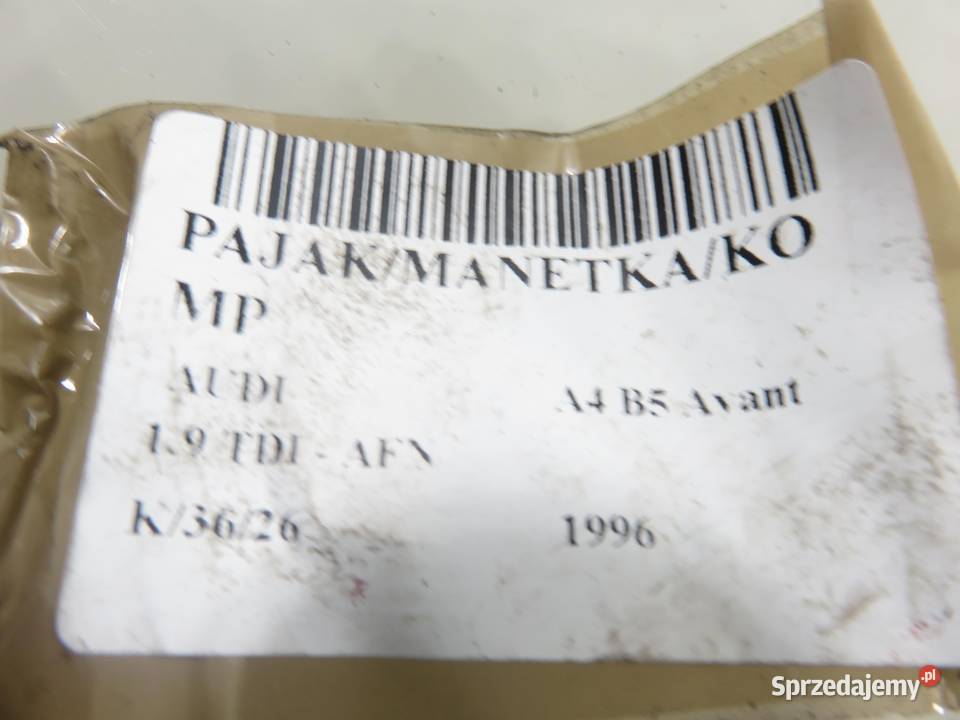 PAJAK/MANETKA/KO
MP
AUDI A4 B5 Avant
1.9 TDI - AFN
K/36/26 1996
Sprzedajemy.pl